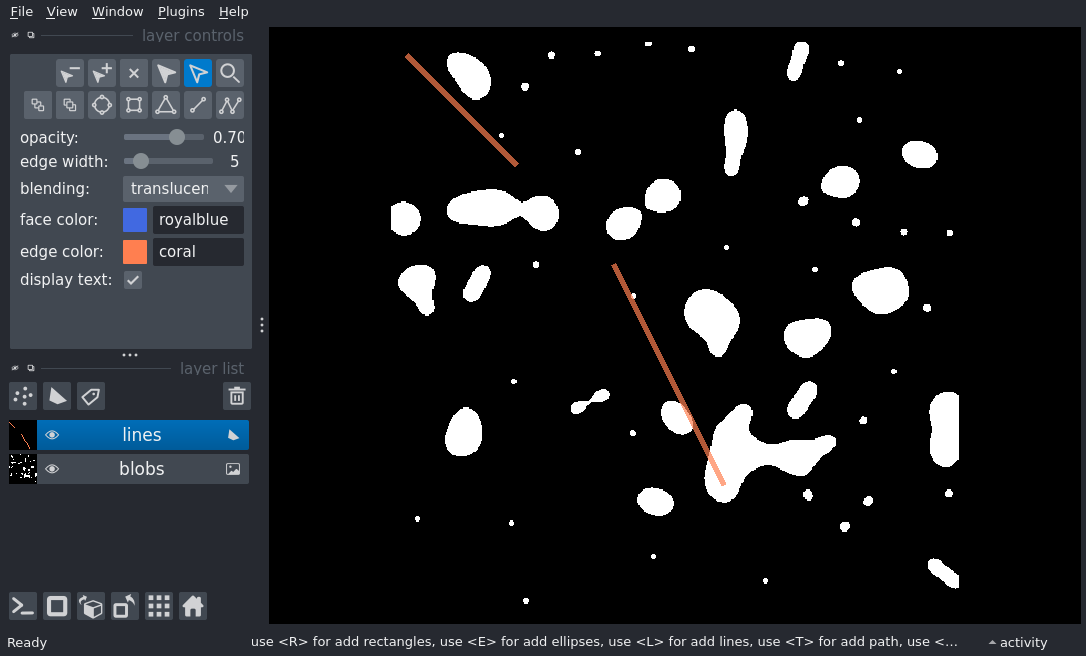 File View Window Plugins Help
layer controls
opacity: 0.70
edge width: 5
blending: translucen
face color: royalblue
edge color: coral
display text:
layer list
lines
blobs
Ready use <R> for add rectangles, use <E> for add ellipses, use <L> for add lines, use <T> for add path, use <... activity